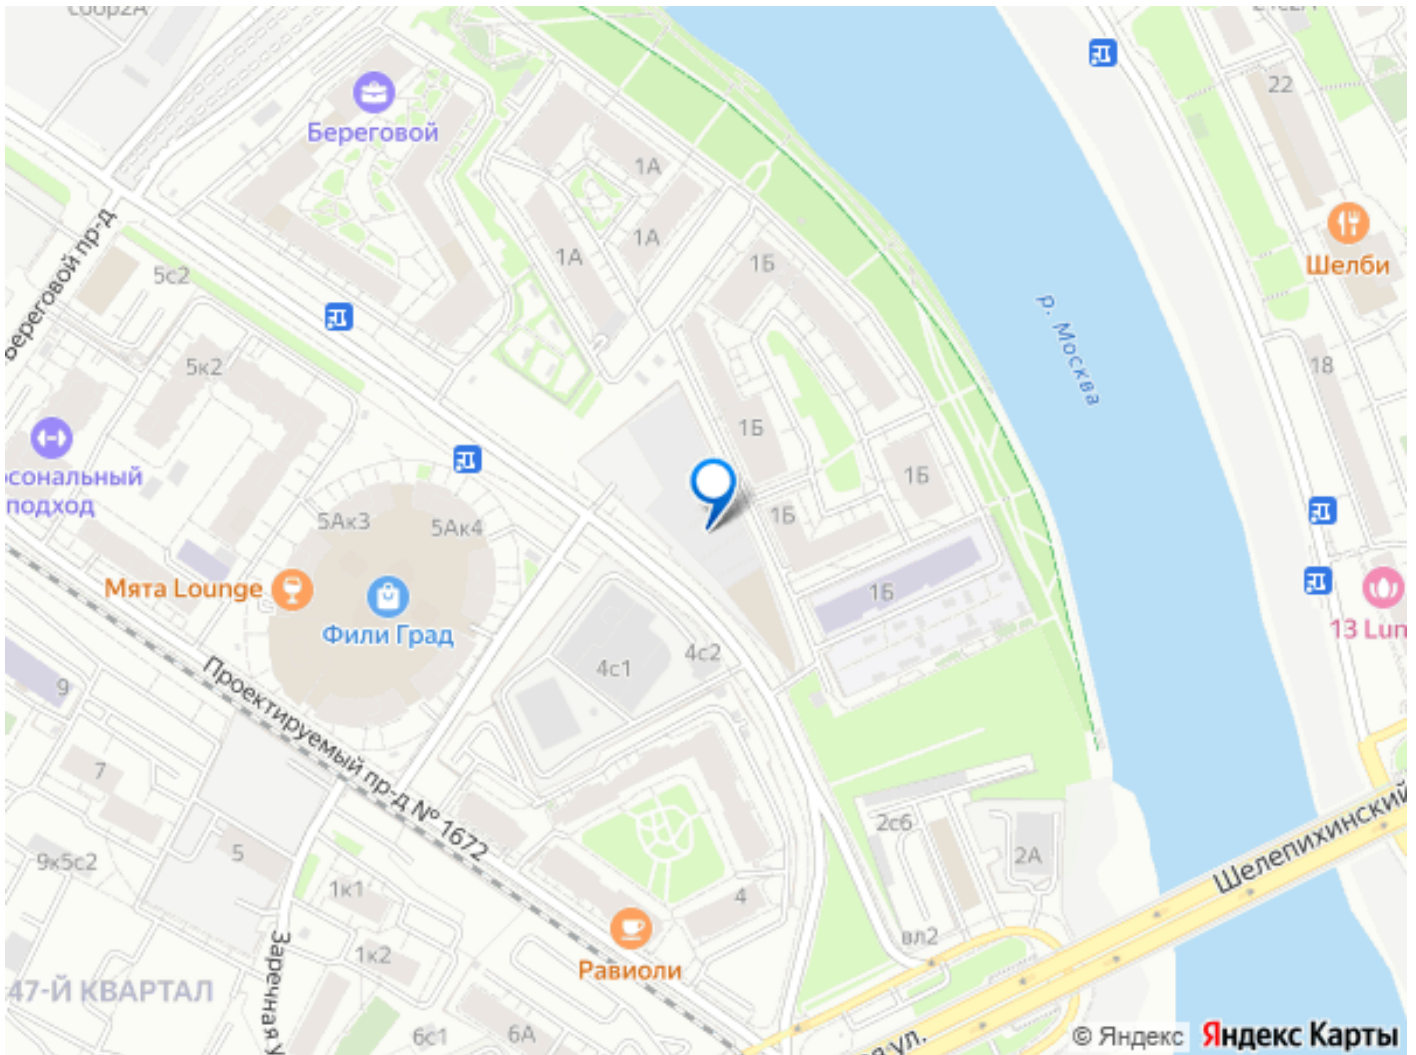 22
Береговой
1А
Шелби
1А
1А
1Б
5с2
Береговой пр-д
р. Москва
5к2
18
1Б
1Б
1Б
подход
5Ак3
5Ак4
Мята Lounge
Фили Град
1Б
13
4с1
4с2
9
Проектируемый пр-д № 1672
7
5
9к5с2
2с6
2А
Шелепихинский
1к1
4
вл2
1к2
Равиоли
47-Й КВАРТАЛ
Заречная
6с1
6А
ул.
© Яндекс Яндекс Карты